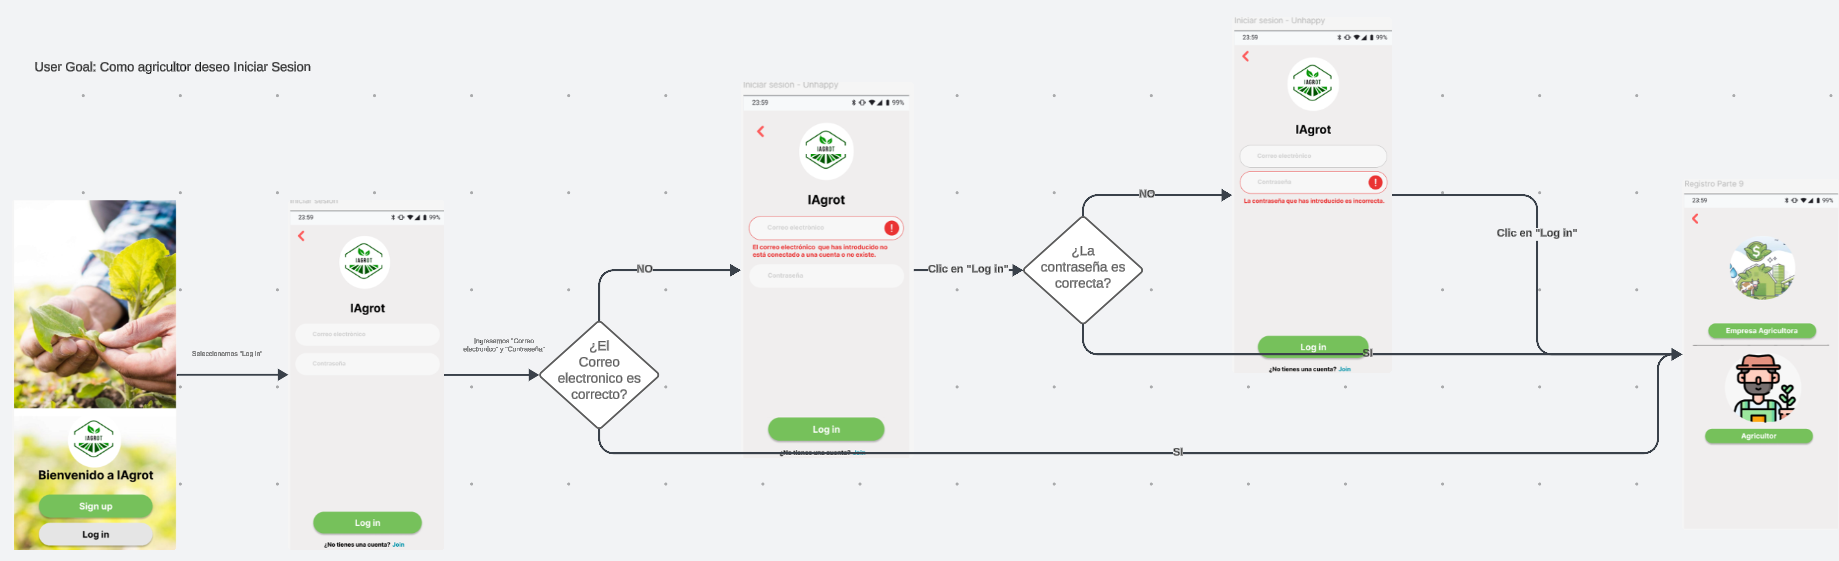 User Goal: Como agricultor deseo Iniciar Sesion
IAGROT
Bienvenido a IAgrot
Sign up
Log in
Seleccionamos "Log in"
Iniciar sesion
23:59
99%
IAGROT
IAgrot
Correo electrónico
Contraseña
Log in
¿No tienes una cuenta? Join
Ingresamos "Correo
electronico" y "Contraseña"
¿El
Correo
electronico es
correcto?
NO
SI
Iniciar sesion - Unhappy
23:59
99%
IAGROT
IAgrot
Correo electrónico
!
El correo electrónico que has introducido no
está conectado a una cuenta o no existe.
Contraseña
Log in
¿No tienes una cuenta? Join
Clic en "Log in"
¿La
contraseña es
correcta?
NO
SI
Iniciar sesion - Unhappy
23:59
99%
IAGROT
IAgrot
Correo electrónico
Contraseña
!
La contraseña que has introducido es incorrecta.
Log in
¿No tienes una cuenta? Join
Clic en "Log in"
Registro Parte 9
23:59
99%
$
Empresa Agricultora
Agricultor